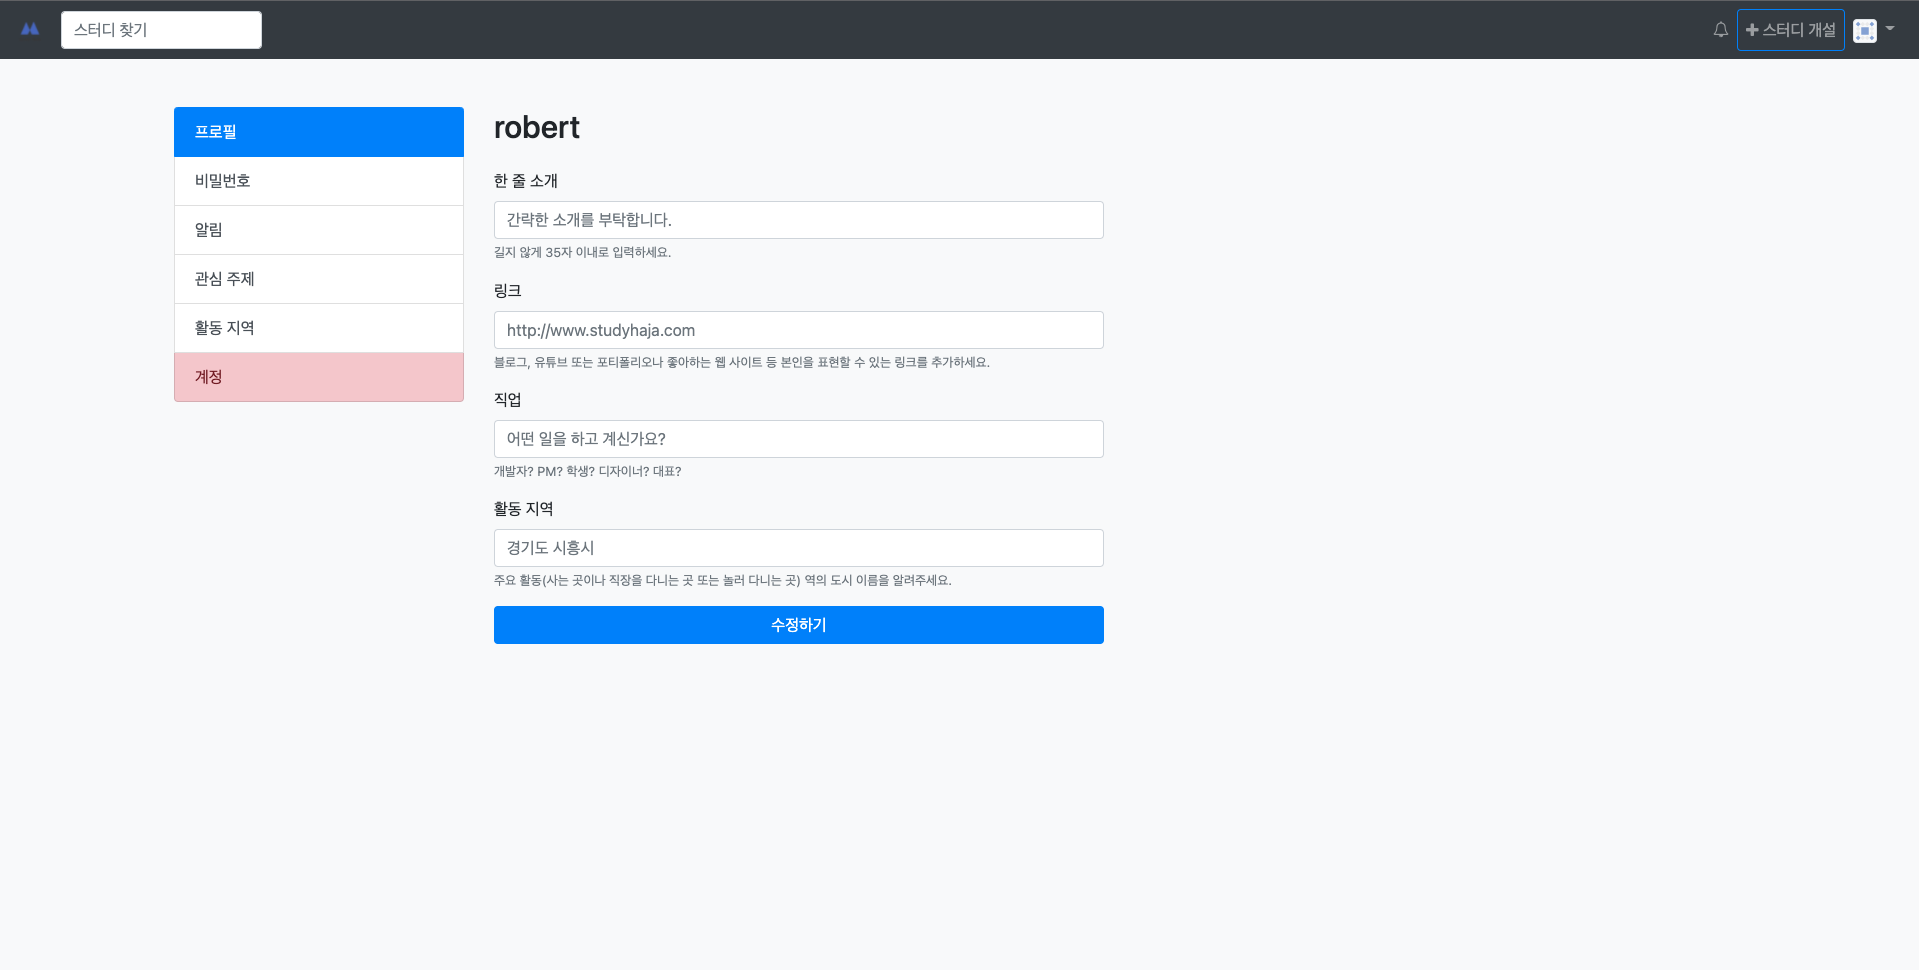 스터디 찾기
스터디 개설
프로필
비밀번호
알림
관심 주제
활동 지역
계정
robert
한 줄 소개
간략한 소개를 부탁합니다.
길지 않게 35자 이내로 입력하세요.
링크
http://www.studyhaja.com
블로그, 유튜브 또는 포티폴리오나 좋아하는 웹 사이트 등 본인을 표현할 수 있는 링크를 추가하세요.
직업
어떤 일을 하고 계신가요?
개발자? PM? 학생? 디자이너? 대표?
활동 지역
경기도 시흥시
주요 활동(사는 곳이나 직장을 다니는 곳 또는 놀러 다니는 곳) 역의 도시 이름을 알려주세요.
수정하기